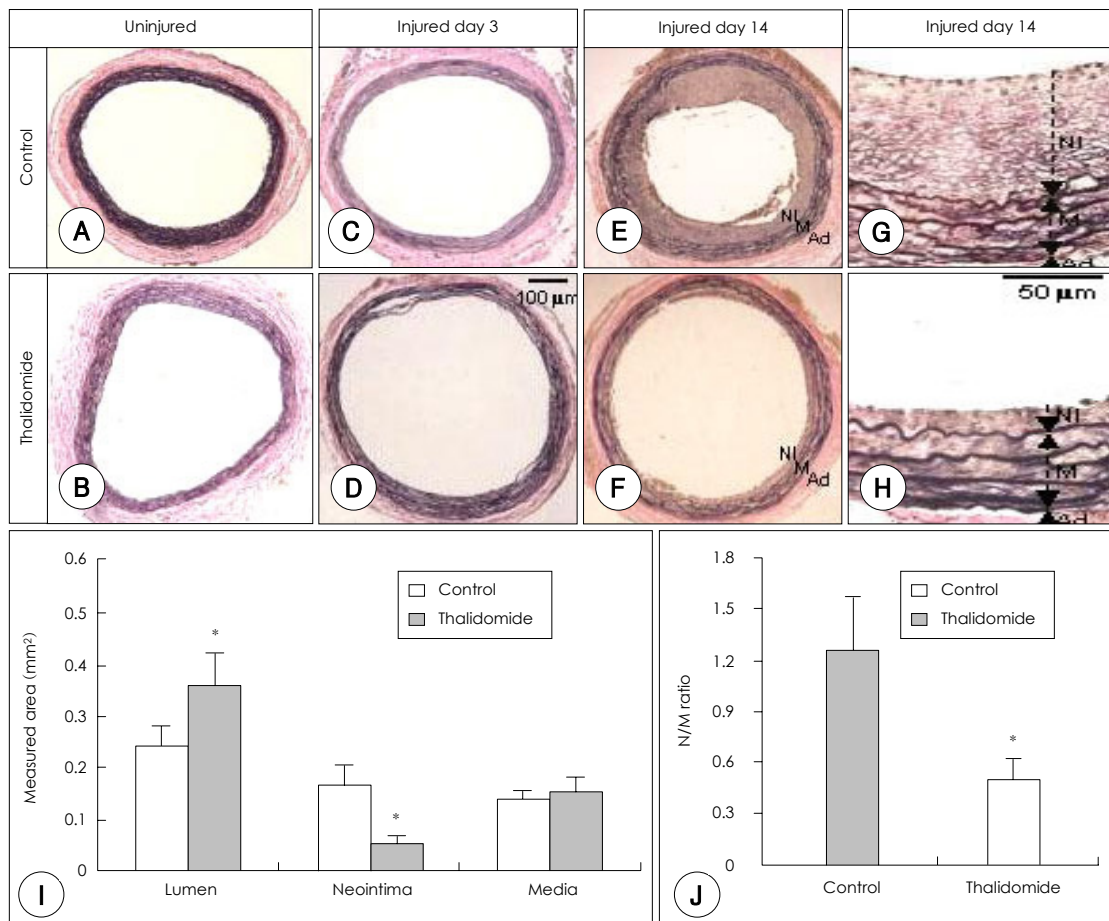 Uninjured
Injured day 3
Injured day 14
Injured day 14
Control
A
C
E
NI
M
Ad
G
NI
M
Ad
Thalidomide
B
D
100 μm
F
NI
M
Ad
H
50 μm
NI
M
Ad
I
Measured area (mm²)
0.6
0.5
0.4
0.3
0.2
0.1
0
Control
Thalidomide
*
*
Lumen
Neointima
Media
J
N/M ratio
1.8
1.5
1.2
0.9
0.6
0.3
0
Control
Thalidomide
*
Control
Thalidomide